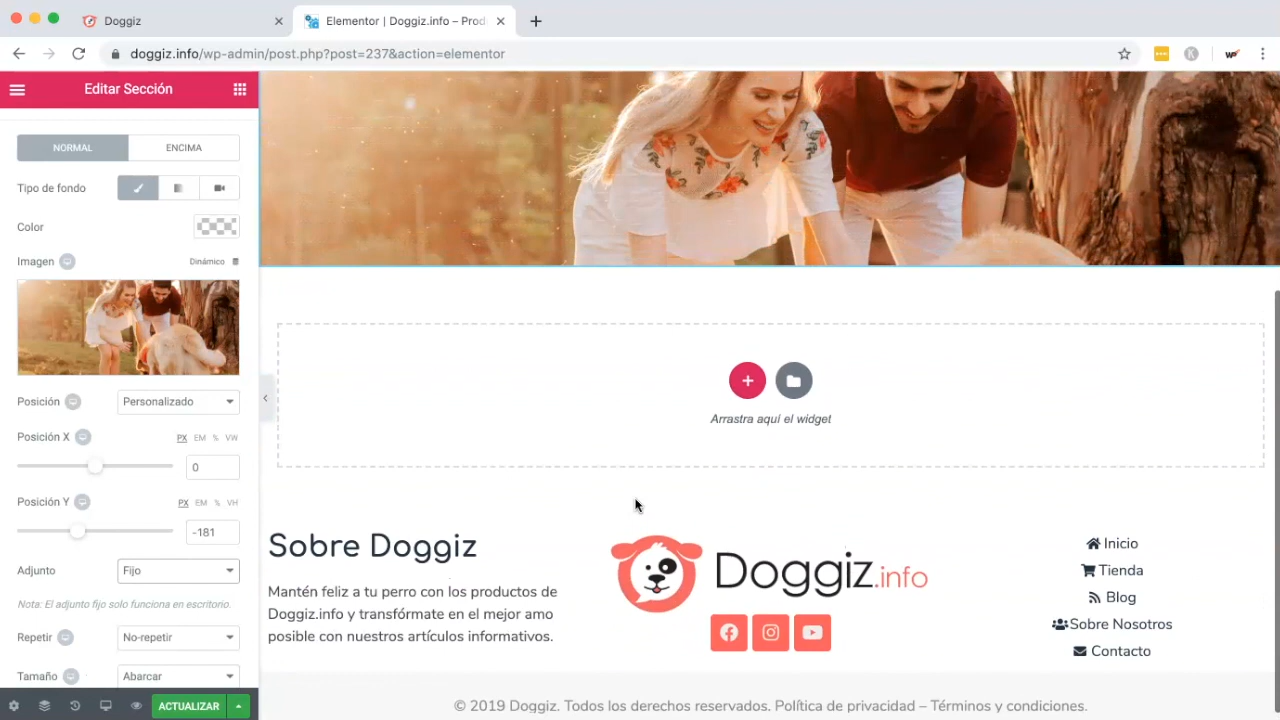 Doggiz
Elementor | Doggiz.info – Prod
doggiz.info/wp-admin/post.php?post=237&action=elementor
K
WP
Editar Sección
NORMAL
ENCIMA
Tipo de fondo
Color
Imagen
Dinámico
Posición
Personalizado
Posición X
PX EM % VW
0
Posición Y
PX EM % VH
-181
Adjunto
Fijo
Nota: El adjunto fijo solo funciona en escritorio.
Repetir
No-repetir
Tamaño
Abarcar
ACTUALIZAR
Arrastra aquí el widget
Sobre Doggiz
Mantén feliz a tu perro con los productos de
Doggiz.info y transfórmate en el mejor amo
posible con nuestros artículos informativos.
Doggiz.info
Inicio
Tienda
Blog
Sobre Nosotros
Contacto
© 2019 Doggiz. Todos los derechos reservados. Política de privacidad – Términos y condiciones.